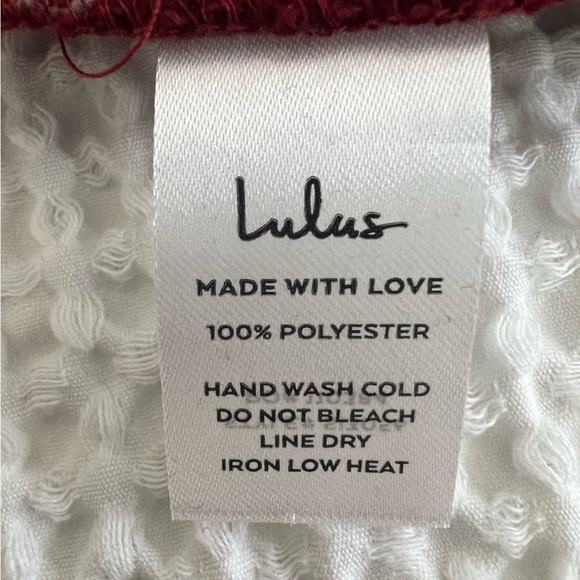 Lulus
MADE WITH LOVE
100% POLYESTER
HAND WASH COLD
DO NOT BLEACH
LINE DRY
IRON LOW HEAT